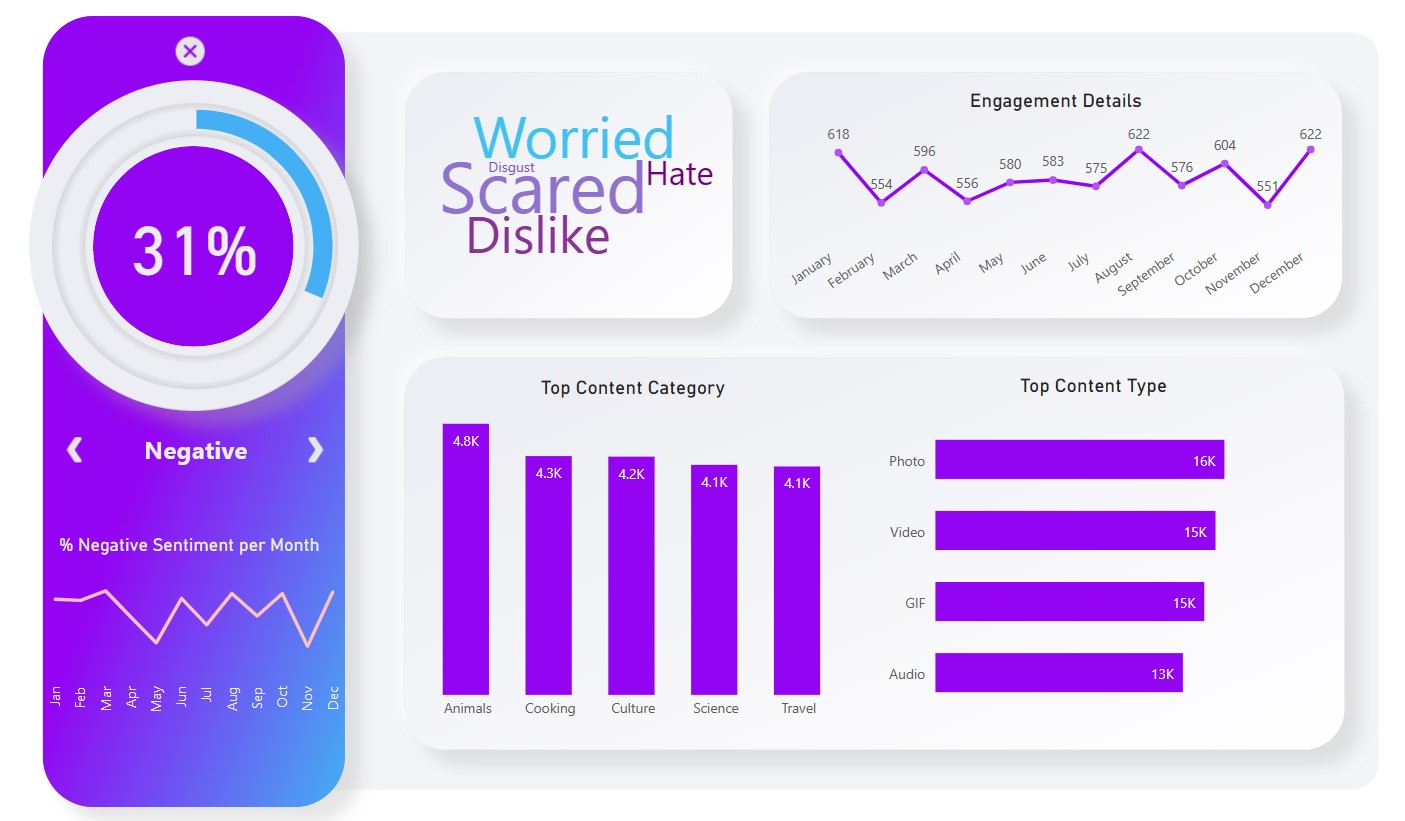 31%
Negative
% Negative Sentiment per Month
Jan Feb Mar Apr May Jun Jul Aug Sep Oct Nov Dec
Worried
Disgust
Scared
Hate
Dislike
Engagement Details
618 554 596 556 580 583 575 622 576 604 551 622
January February March April May June July August September October November December
Top Content Category
4.8K 4.3K 4.2K 4.1K 4.1K
Animals Cooking Culture Science Travel
Top Content Type
Photo 16K
Video 15K
GIF 15K
Audio 13K